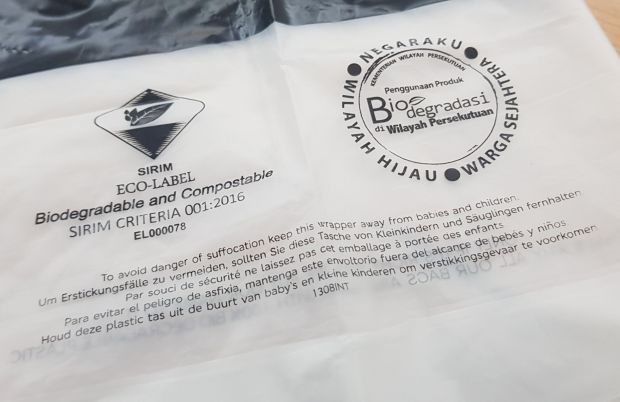 SIRIM
ECO-LABEL
Biodegradable and Compostable
SIRIM CRITERIA 001:2016
EL000078
NEGARAKU
WILAYAH HIJAU
WARGA SEJAHTERA
KEMENTERIAN WILAYAH PERSEKUTUAN
Penggunaan Produk
Biodegradasi
di Wilayah Persekutuan
To avoid danger of suffocation keep this wrapper away from babies and children.
Um Erstickungsfälle zu vermeiden, sollten Sie diese Tasche von Kleinkindern und Säuglingen fernhalten
Par souci de sécurité ne laissez pas cet emballage à portée des enfants
Para evitar el peligro de asfixia, mantenga este envoltorio fuera del alcance de bebés y niños
Houd deze plastic tas uit de buurt van baby's en kleine kinderen om verstikkingsgevaar te voorkomen
1308INT